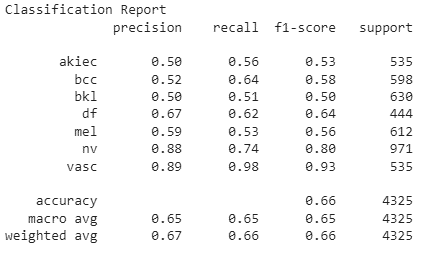 Classification Report
precision recall f1-score support
akiec 0.50 0.56 0.53 535
bcc 0.52 0.64 0.58 598
bkl 0.50 0.51 0.50 630
df 0.67 0.62 0.64 444
mel 0.59 0.53 0.56 612
nv 0.88 0.74 0.80 971
vasc 0.89 0.98 0.93 535
accuracy 0.66 4325
macro avg 0.65 0.65 0.65 4325
weighted avg 0.67 0.66 0.66 4325